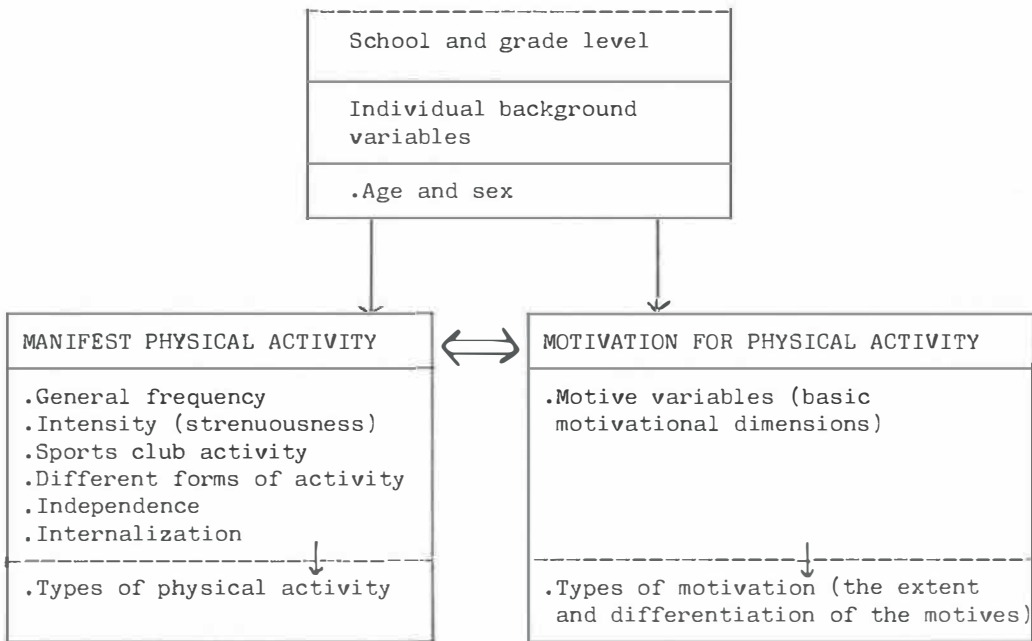 School and grade level
Individual background
variables
.Age and sex
MANIFEST PHYSICAL ACTIVITY
.General frequency
.Intensity (strenuousness)
.Sports club activity
.Different forms of activity
.Independence
.Internalization
.Types of physical activity
MOTIVATION FOR PHYSICAL ACTIVITY
.Motive variables (basic
motivational dimensions)
.Types of motivation (the extent
and differentiation of the motives)